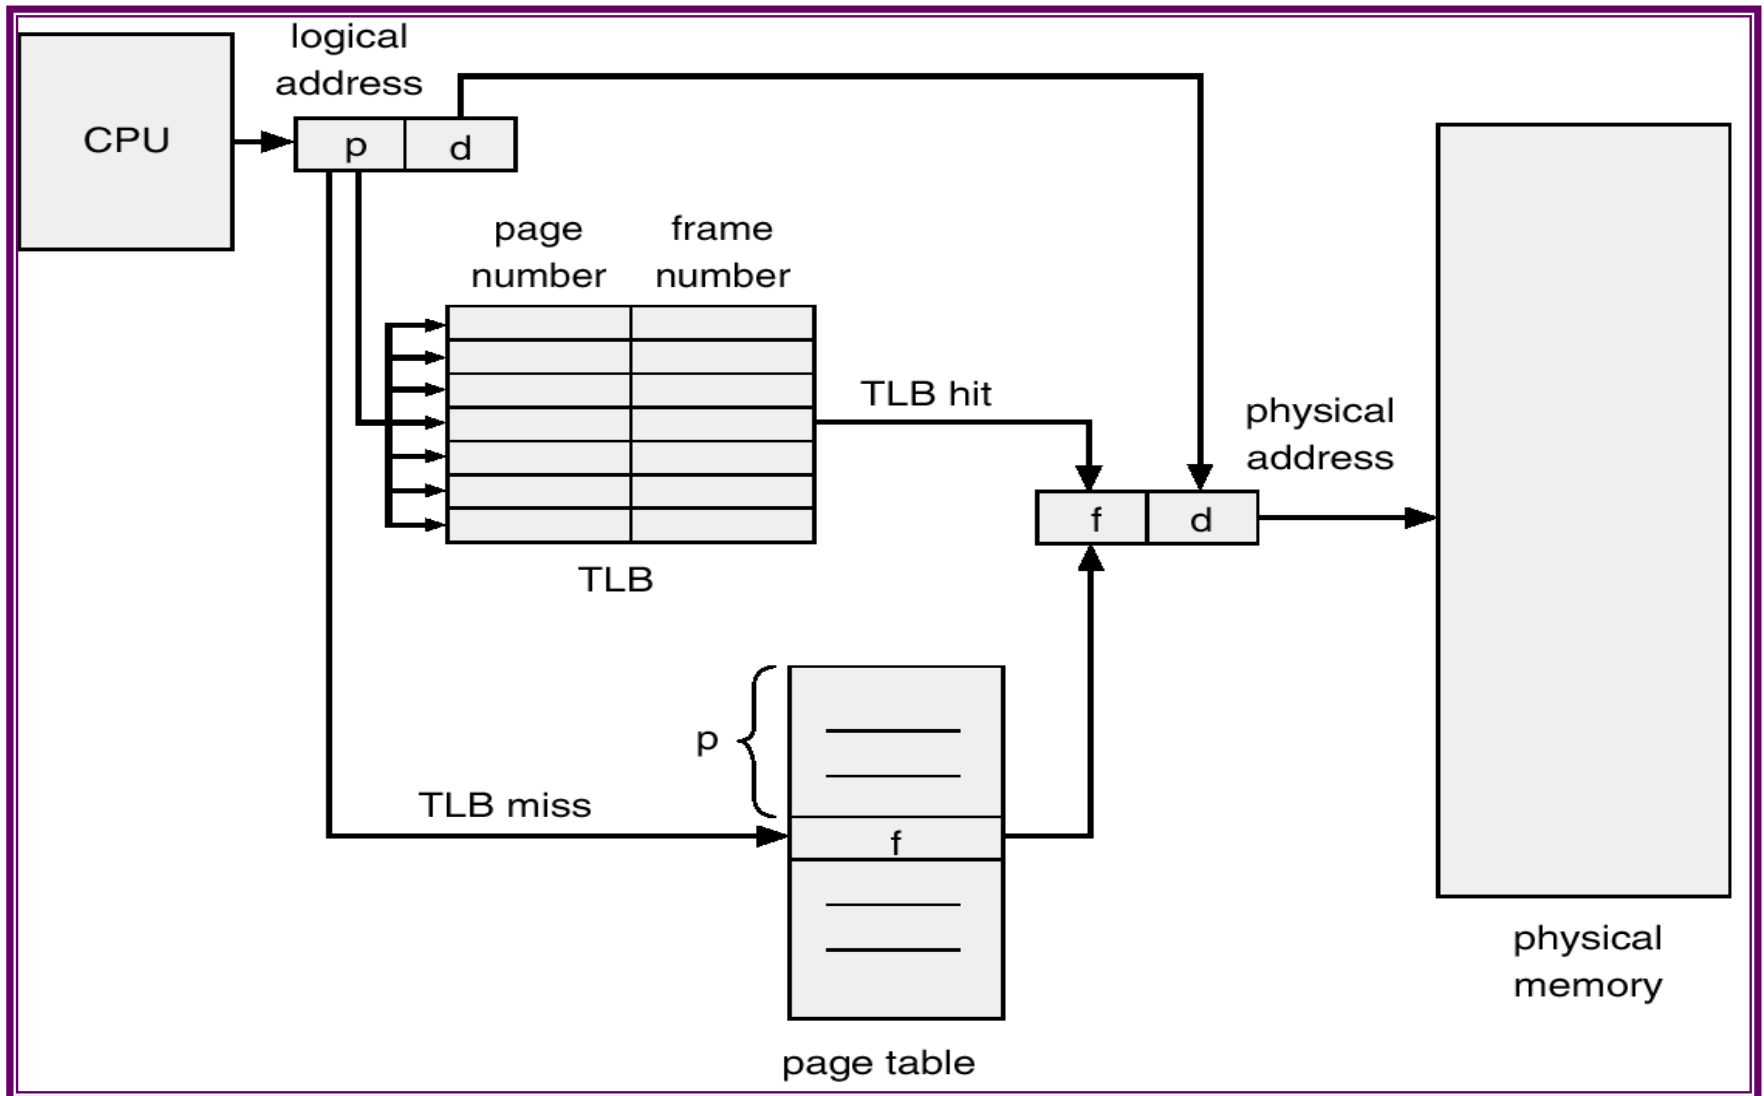 logical
address
CPU
p
d
page
number
frame
number
TLB hit
physical
address
f
d
TLB
p
TLB miss
f
physical
memory
page table